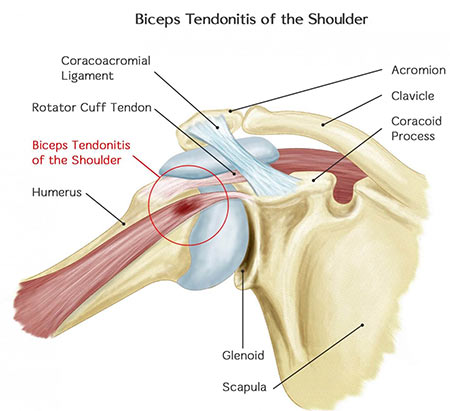 Biceps Tendonitis of the Shoulder
Coracoacromial
Ligament
Rotator Cuff Tendon
Biceps Tendonitis
of the Shoulder
Humerus
Acromion
Clavicle
Coracoid
Process
Glenoid
Scapula